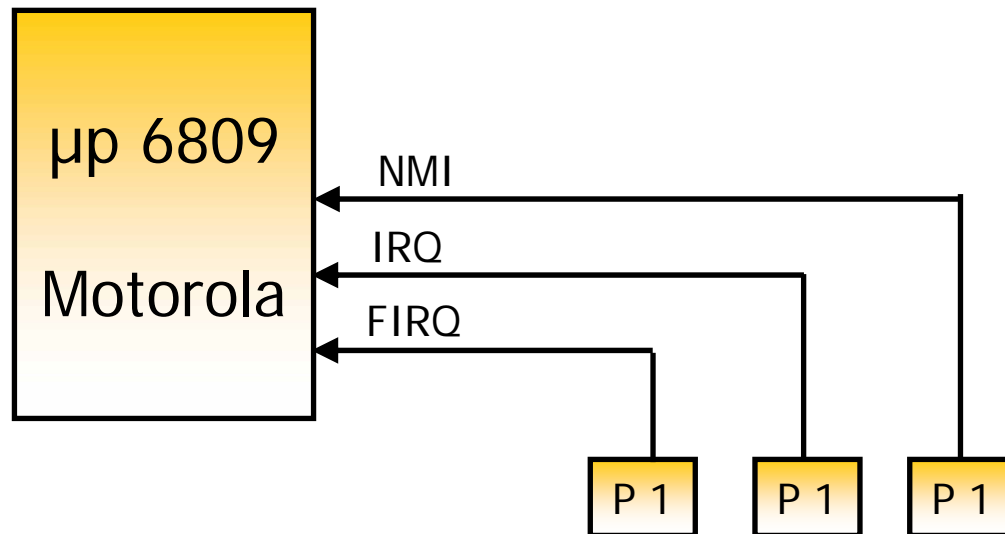 µp 6809
Motorola
NMI
IRQ
FIRQ
P 1
P 1
P 1